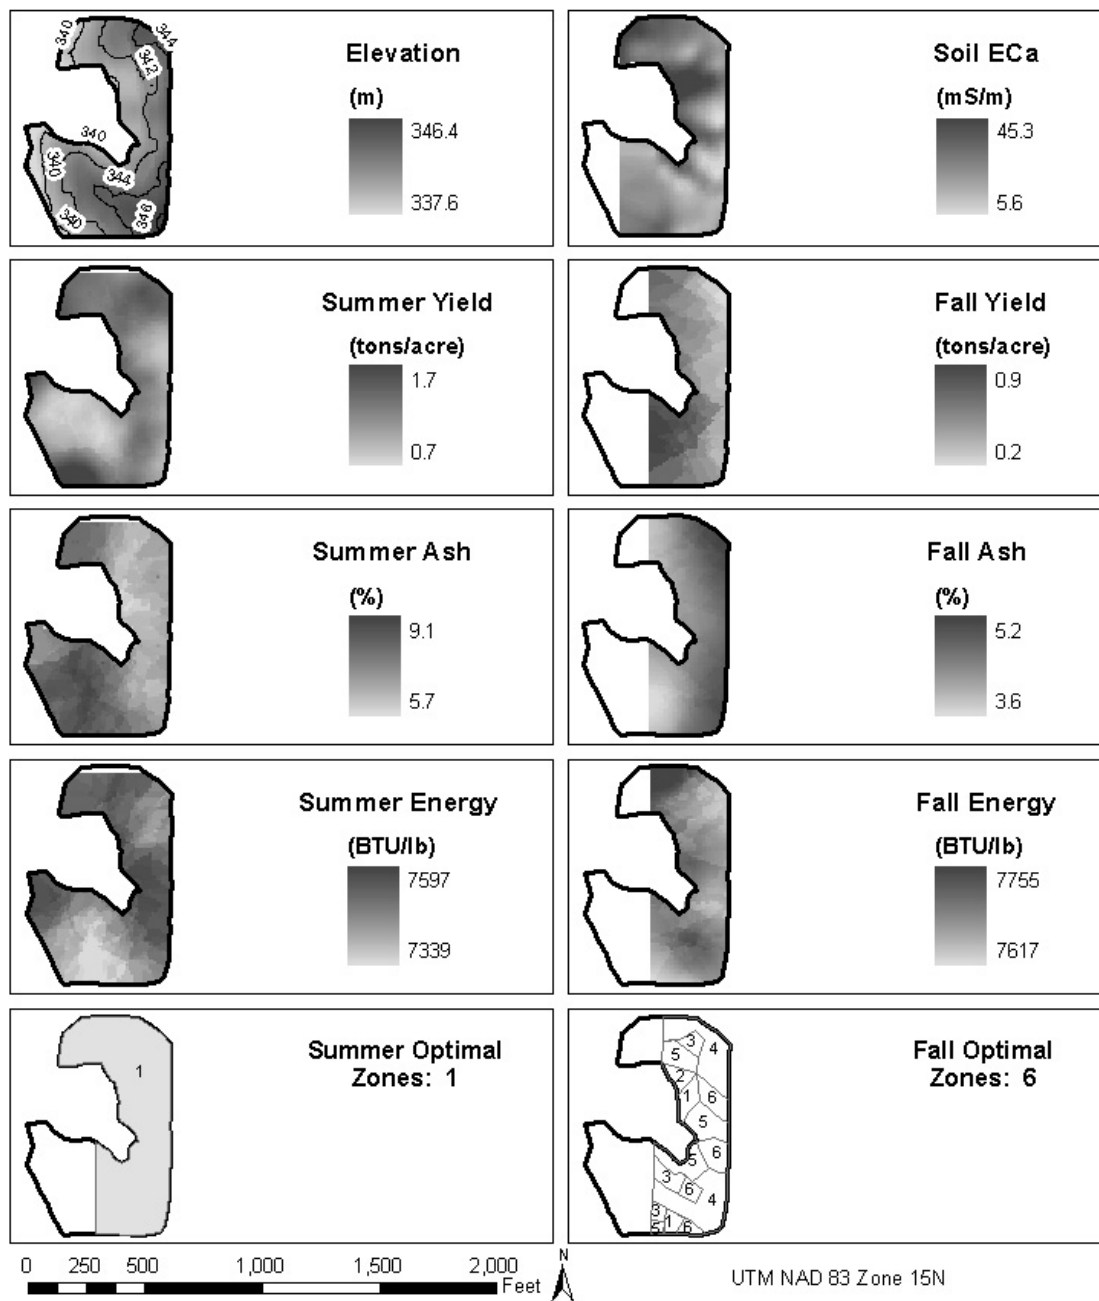 340
344
342
340
340
344
346
340
Elevation
(m)
346.4
337.6
Soil ECa
(mS/m)
45.3
5.6
Summer Yield
(tons/acre)
1.7
0.7
Fall Yield
(tons/acre)
0.9
0.2
Summer Ash
(%)
9.1
5.7
Fall Ash
(%)
5.2
3.6
Summer Energy
(BTU/lb)
7597
7339
Fall Energy
(BTU/lb)
7755
7617
1
Summer Optimal
Zones: 1
3
4
5
2
1
6
5
6
5
3
6
4
3
1
5
6
Fall Optimal
Zones: 6
0 250 500 1,000 1,500 2,000
Feet
N
UTM NAD 83 Zone 15N